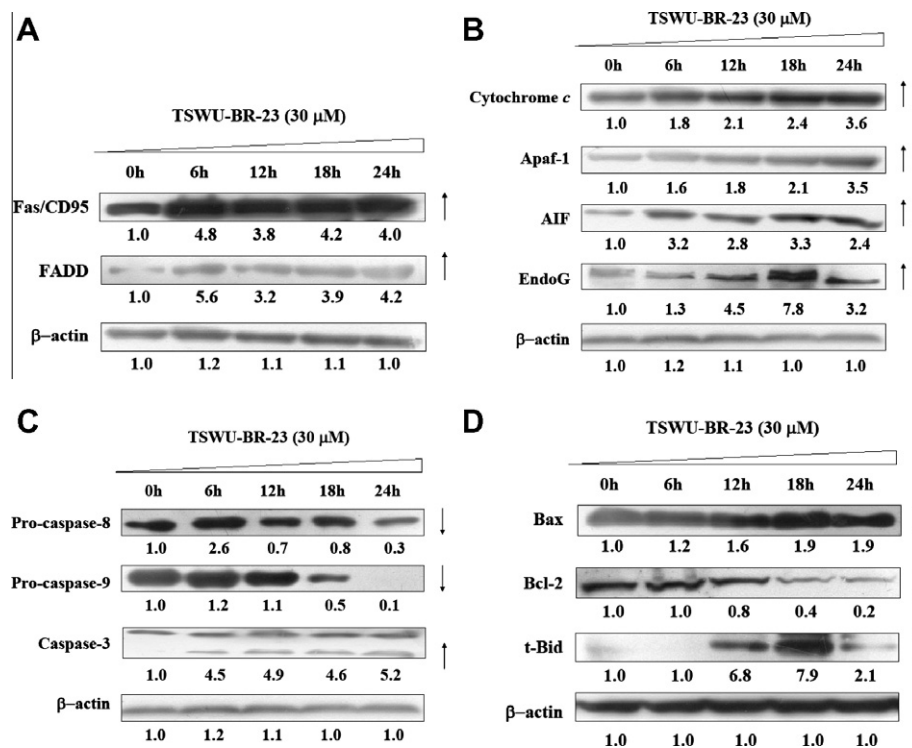 A
TSWU-BR-23 (30 μM)
0h 6h 12h 18h 24h
Fas/CD95
1.0 4.8 3.8 4.2 4.0
FADD
1.0 5.6 3.2 3.9 4.2
β–actin
1.0 1.2 1.1 1.1 1.0
B
TSWU-BR-23 (30 μM)
0h 6h 12h 18h 24h
Cytochrome c
1.0 1.8 2.1 2.4 3.6
Apaf-1
1.0 1.6 1.8 2.1 3.5
AIF
1.0 3.2 2.8 3.3 2.4
EndoG
1.0 1.3 4.5 7.8 3.2
β–actin
1.0 1.2 1.1 1.0 1.0
C
TSWU-BR-23 (30 μM)
0h 6h 12h 18h 24h
Pro-caspase-8
1.0 2.6 0.7 0.8 0.3
Pro-caspase-9
1.0 1.2 1.1 0.5 0.1
Caspase-3
1.0 4.5 4.9 4.6 5.2
β–actin
1.0 1.2 1.1 1.0 1.0
D
TSWU-BR-23 (30 μM)
0h 6h 12h 18h 24h
Bax
1.0 1.2 1.6 1.9 1.9
Bcl-2
1.0 1.0 0.8 0.4 0.2
t-Bid
1.0 1.0 6.8 7.9 2.1
β–actin
1.0 1.0 1.0 1.0 1.0